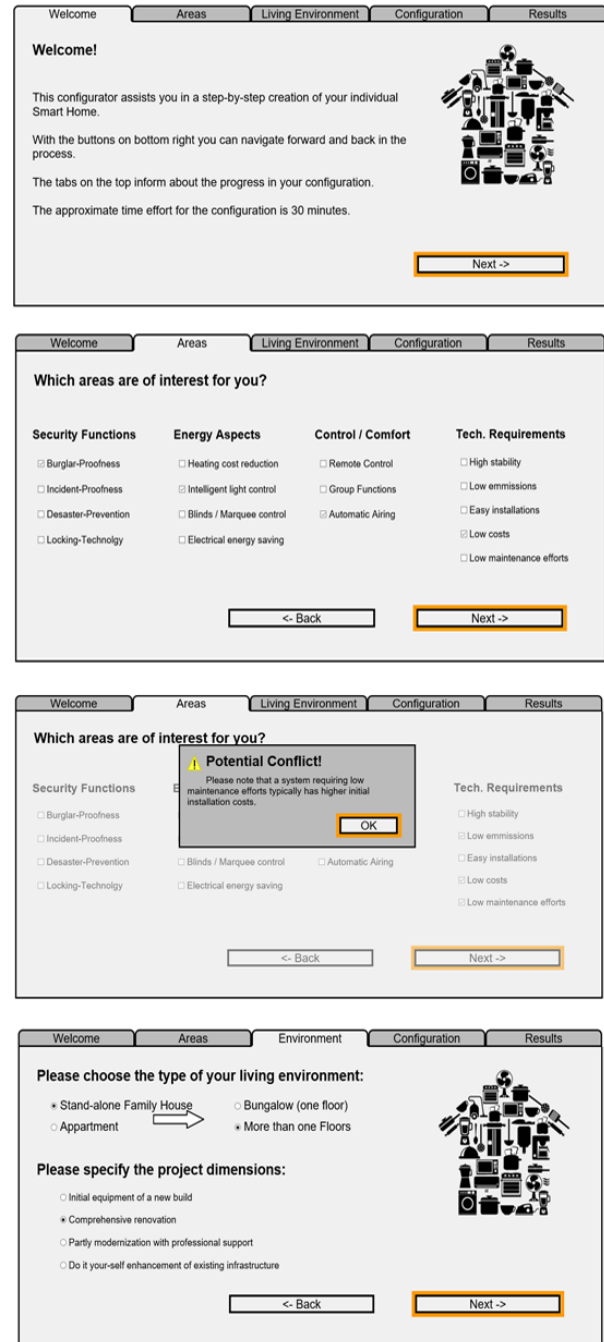 Welcome Areas Living Environment Configuration Results
Welcome!
This configurator assists you in a step-by-step creation of your individual
Smart Home.
With the buttons on bottom right you can navigate forward and back in the
process.
The tabs on the top inform about the progress in your configuration.
The approximate time effort for the configuration is 30 minutes.
Next ->
Welcome Areas Living Environment Configuration Results
Which areas are of interest for you?
Security Functions Energy Aspects Control / Comfort Tech. Requirements
Burglar-Proofness Heating cost reduction Remote Control High stability
Incident-Proofness Intelligent light control Group Functions Low emmissions
Desaster-Prevention Blinds / Marquee control Automatic Airing Easy installations
Locking-Technolgy Electrical energy saving Low costs
Low maintenance efforts
<- Back Next ->
Welcome Areas Living Environment Configuration Results
Which areas are of interest for you?
Potential Conflict!
Please note that a system requiring low
maintenance efforts typically has higher initial
installation costs.
OK
Security Functions E Tech. Requirements
Burglar-Proofness High stability
Incident-Proofness Low emmissions
Desaster-Prevention Blinds / Marquee control Automatic Airing Easy installations
Locking-Technolgy Electrical energy saving Low costs
Low maintenance efforts
<- Back Next ->
Welcome Areas Environment Configuration Results
Please choose the type of your living environment:
Stand-alone Family House Bungalow (one floor)
Appartment More than one Floors
Please specify the project dimensions:
Initial equipment of a new build
Comprehensive renovation
Partly modernization with professional support
Do it your-self enhancement of existing infrastructure
<- Back Next ->